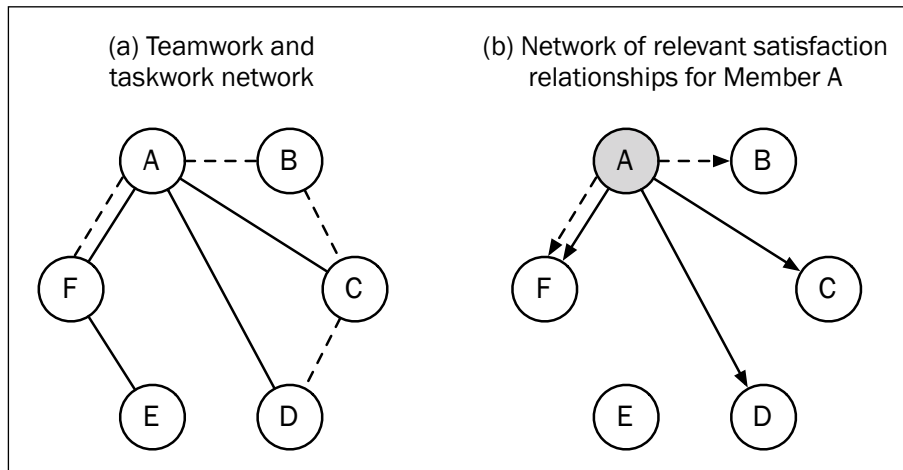 (a) Teamwork and
taskwork network
A
B
F
C
E
D
(b) Network of relevant satisfaction
relationships for Member A
A
B
F
C
E
D